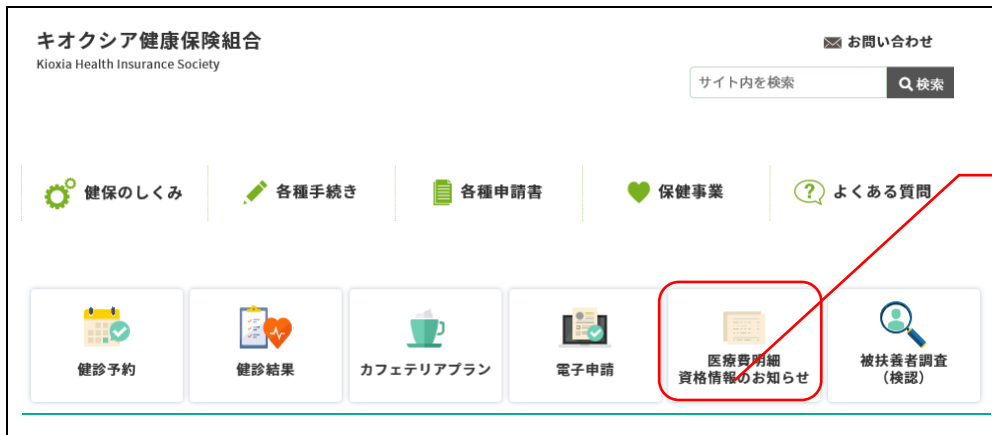 キオクシア健康保険組合
Kioxia Health Insurance Society
お問い合わせ
サイト内を検索
検索
健保のしくみ
各種手続き
各種申請書
保健事業
よくある質問
健診予約
健診結果
カフェテリアプラン
電子申請
医療費明細
資格情報のお知らせ
被扶養者調査
(検認)